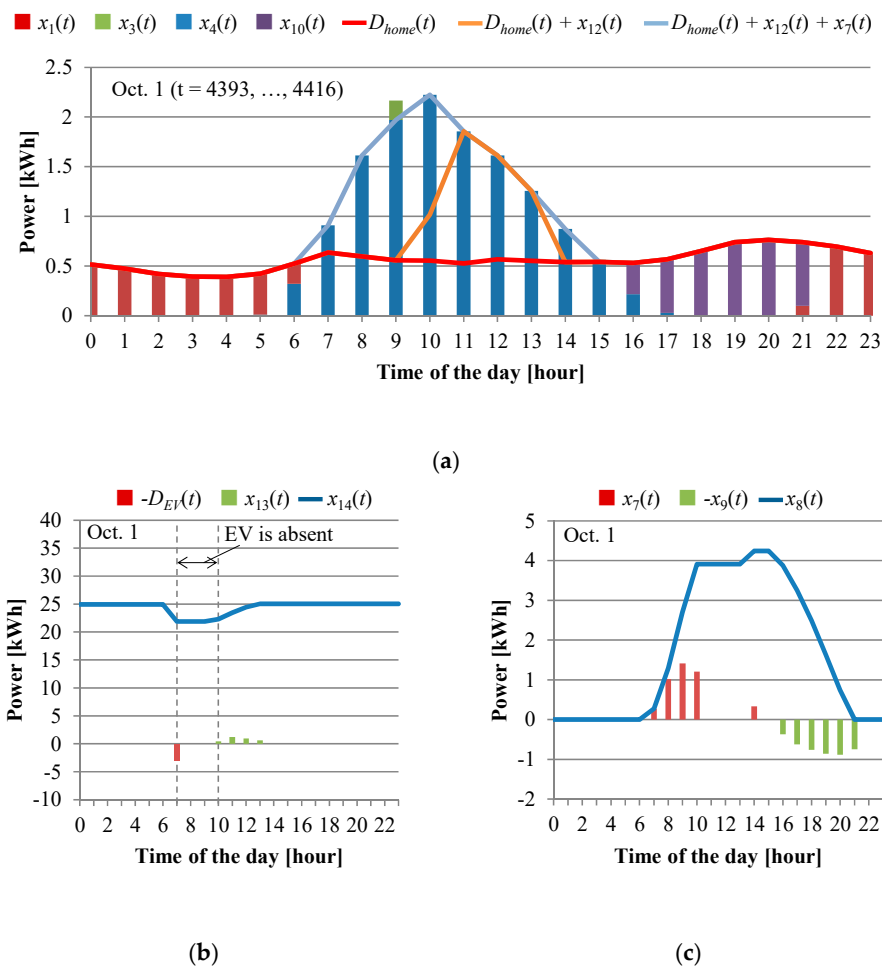 x1(t) x3(t) x4(t) x10(t) Dhome(t) Dhome(t) + x12(t) Dhome(t) + x12(t) + x7(t)
2.5
Oct. 1 (t = 4393, …, 4416)
2
1.5
1
0.5
0
Power [kWh]
0 1 2 3 4 5 6 7 8 9 10 11 12 13 14 15 16 17 18 19 20 21 22 23
Time of the day [hour]
(a)
-DEV(t) x13(t) x14(t)
40
35
30
25
20
15
10
5
0
-5
-10
Oct. 1
EV is absent
Power [kWh]
0 2 4 6 8 10 12 14 16 18 20 22
Time of the day [hour]
(b)
x7(t) -x9(t) x8(t)
5
4
3
2
1
0
-1
-2
Oct. 1
Power [kWh]
0 2 4 6 8 10 12 14 16 18 20 22
Time of the day [hour]
(c)